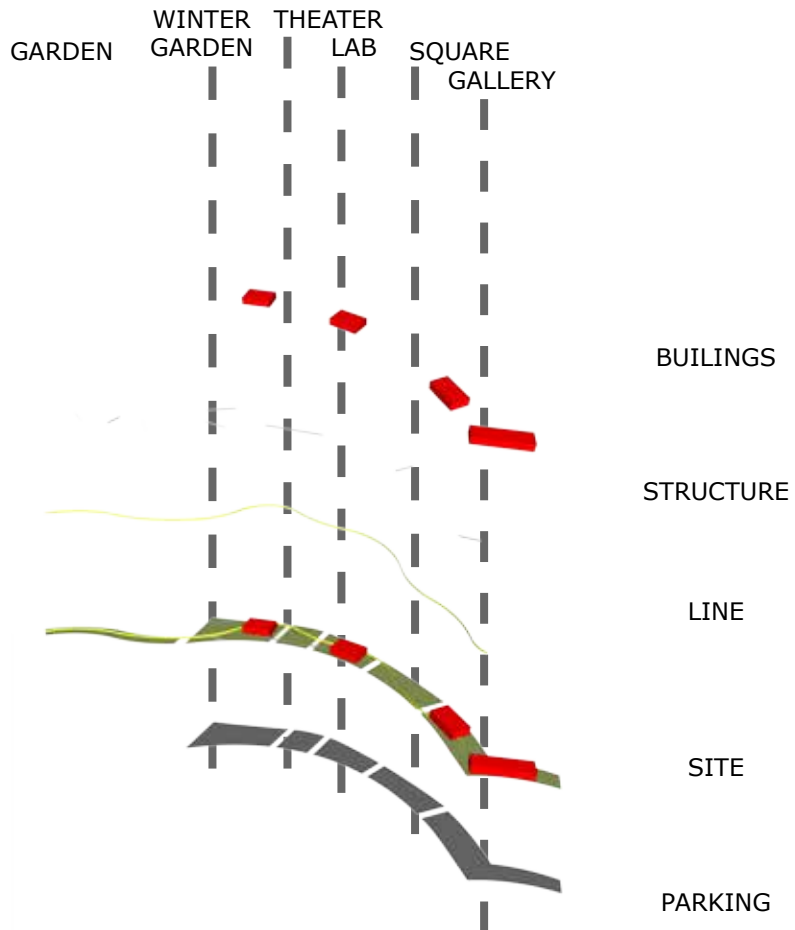 WINTER THEATER
GARDEN GARDEN LAB SQUARE
GALLERY
BUILINGS
STRUCTURE
LINE
SITE
PARKING